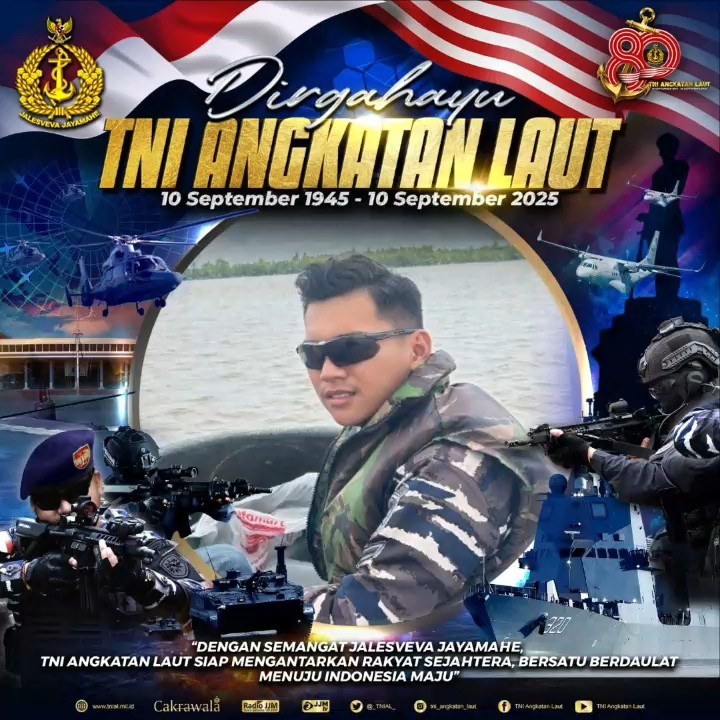 JALESVEVA JAYAMAHE
80
TNI ANGKATAN LAUT
Dirgahayu
TNI ANGKATAN LAUT
10 September 1945 - 10 September 2025
320
"DENGAN SEMANGAT JALESVEVA JAYAMAHE,
TNI ANGKATAN LAUT SIAP MENGANTARKAN RAKYAT SEJAHTERA, BERSATU BERDAULAT
MENUJU INDONESIA MAJU"
www.tnial.mil.id Cakrawala Radio JJM JJM TV @_TNIAL_ tni_angkatan_laut TNI Angkatan Laut TNI Angkatan Laut